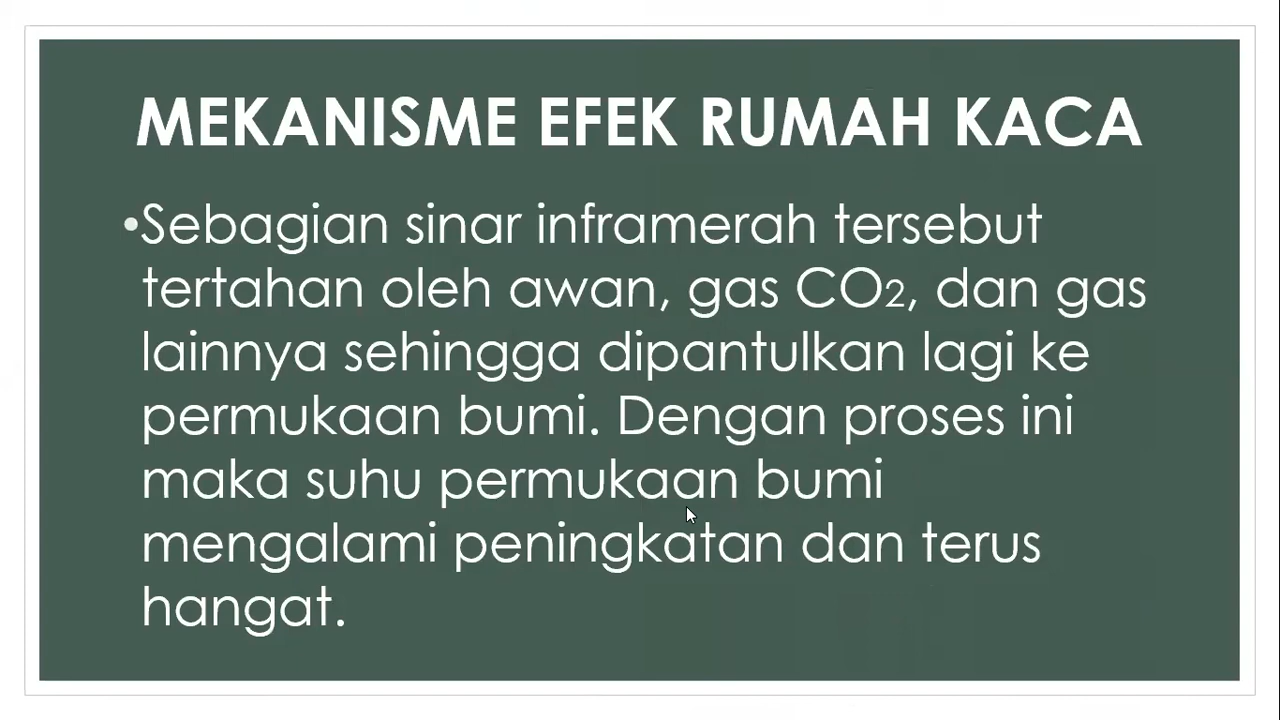 MEKANISME EFEK RUMAH KACA
•Sebagian sinar inframerah tersebut
tertahan oleh awan, gas CO2, dan gas
lainnya sehingga dipantulkan lagi ke
permukaan bumi. Dengan proses ini
maka suhu permukaan bumi
mengalami peningkatan dan terus
hangat.